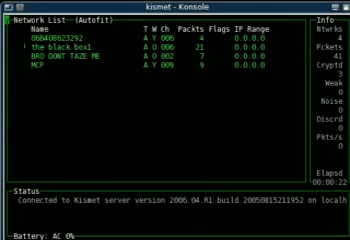 kismet - Konsole
Network List (Autofit)
Name T W Ch Packts Flags IP Range
06B408623292 A Y 006 4 0.0.0.0
! the black box1 A O 006 21 0.0.0.0
BRO DONT TAZE ME A N 002 7 0.0.0.0
MCP A Y 009 9 0.0.0.0
Info
Ntwrks
4
Pckets
41
Cryptd
3
Weak
0
Noise
0
Discrd
0
Pkts/s
0
Elapsd
00:00:22
Status
Connected to Kismet server version 2006.04.R1 build 20050815211952 on localh
Battery: AC 0%